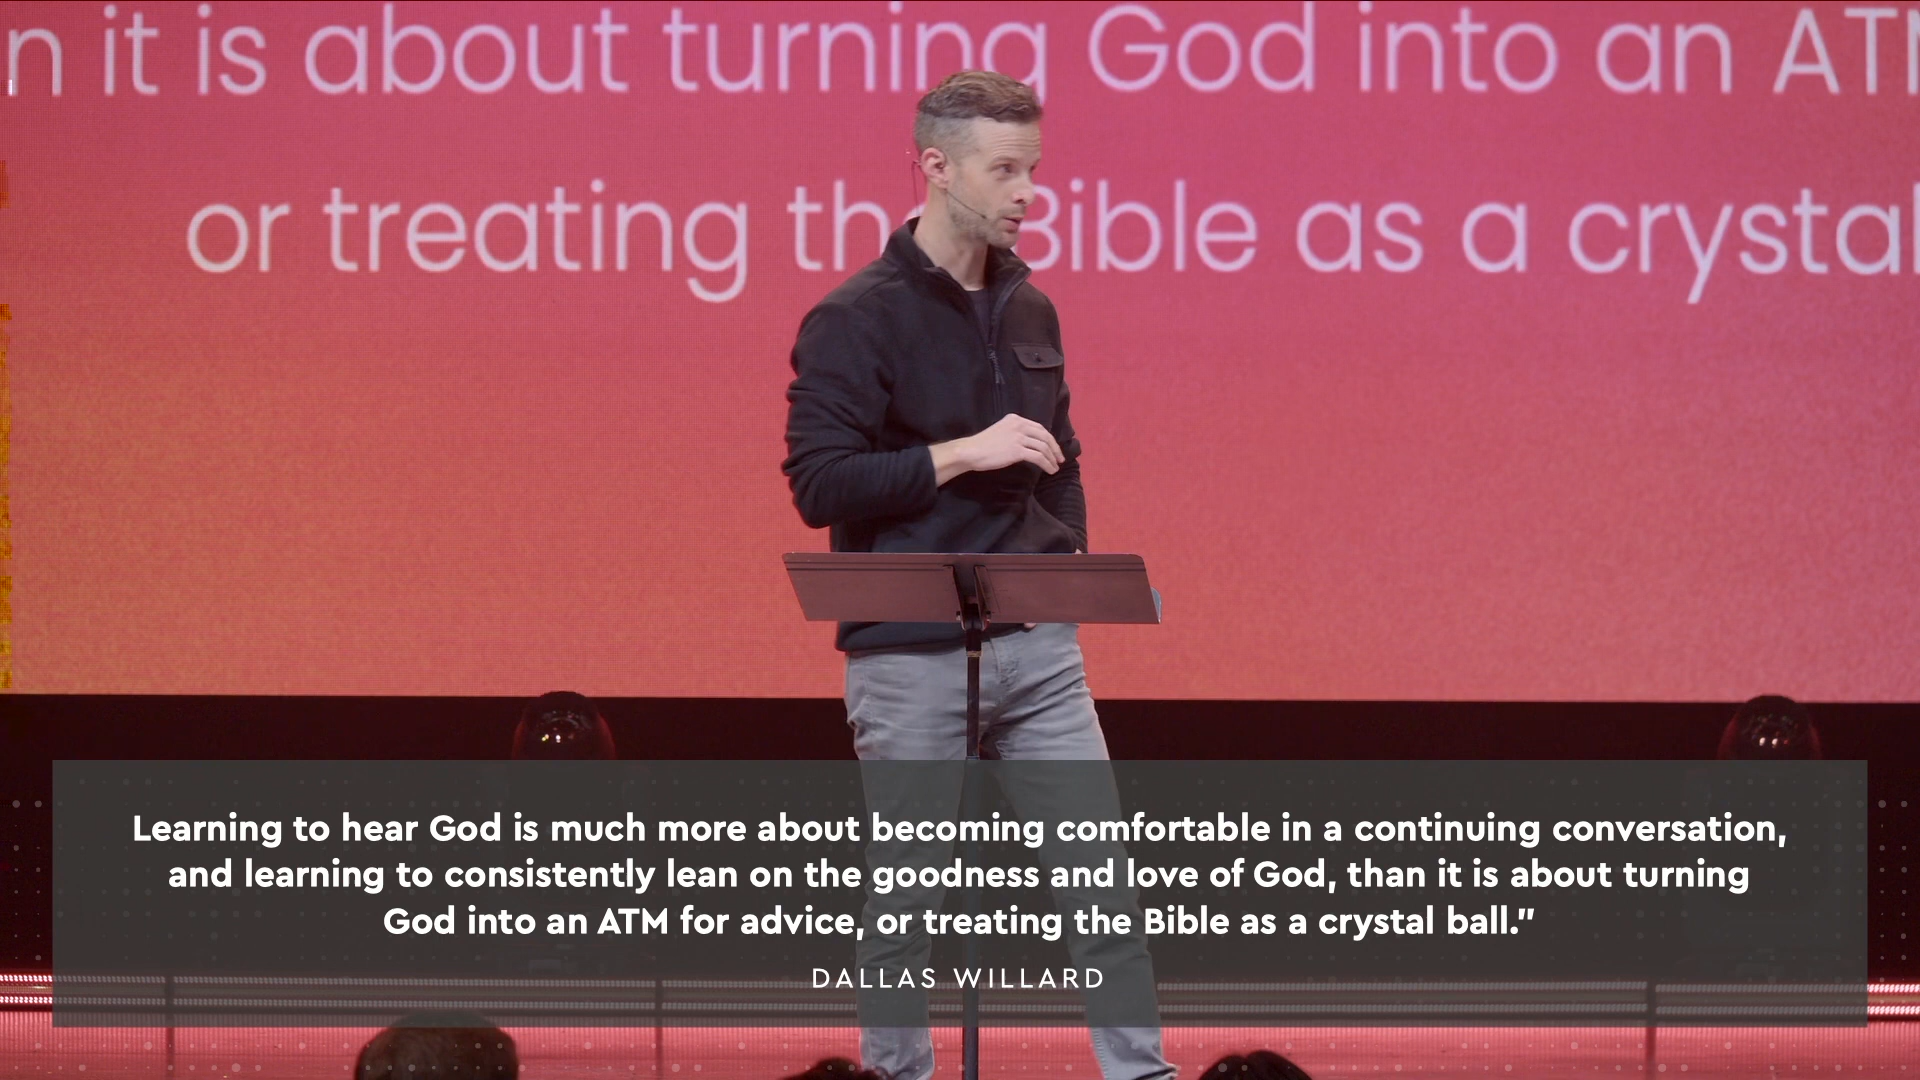 n it is about turning God into an AT
or treating the Bible as a crystal
Learning to hear God is much more about becoming comfortable in a continuing conversation,
and learning to consistently lean on the goodness and love of God, than it is about turning
God into an ATM for advice, or treating the Bible as a crystal ball.”
DALLAS WILLARD